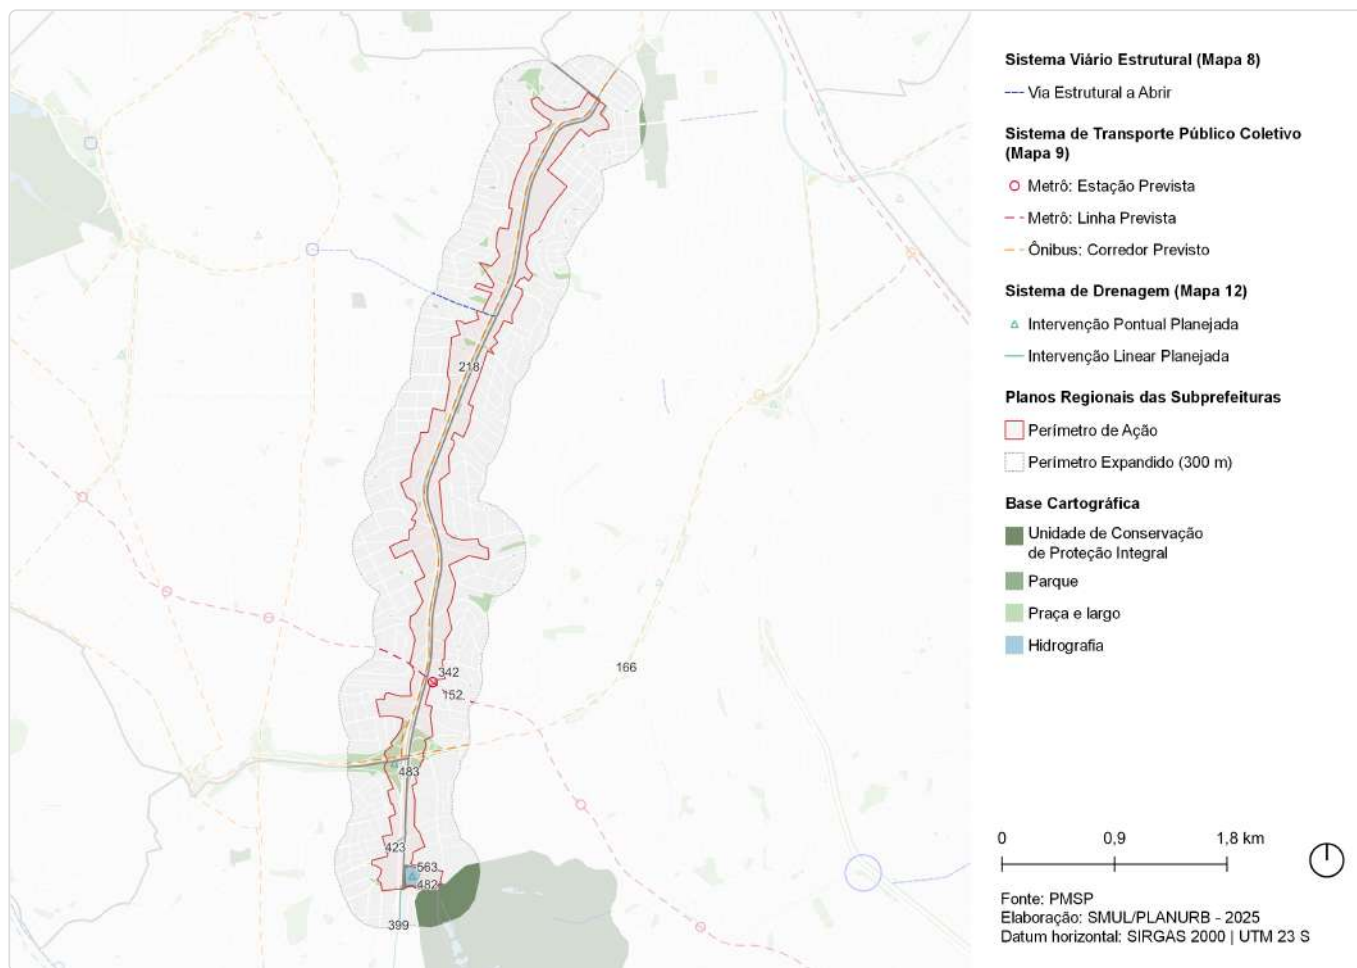 218
342
152
166
483
423
563
482
399
Sistema Viário Estrutural (Mapa 8)
Via Estrutural a Abrir
Sistema de Transporte Público Coletivo
(Mapa 9)
Metrô: Estação Prevista
Metrô: Linha Prevista
Ônibus: Corredor Previsto
Sistema de Drenagem (Mapa 12)
Intervenção Pontual Planejada
Intervenção Linear Planejada
Planos Regionais das Subprefeituras
Perímetro de Ação
Perímetro Expandido (300 m)
Base Cartográfica
Unidade de Conservação
de Proteção Integral
Parque
Praça e largo
Hidrografia
0 0,9 1,8 km
Fonte: PMSP
Elaboração: SMUL/PLANURB - 2025
Datum horizontal: SIRGAS 2000 | UTM 23 S